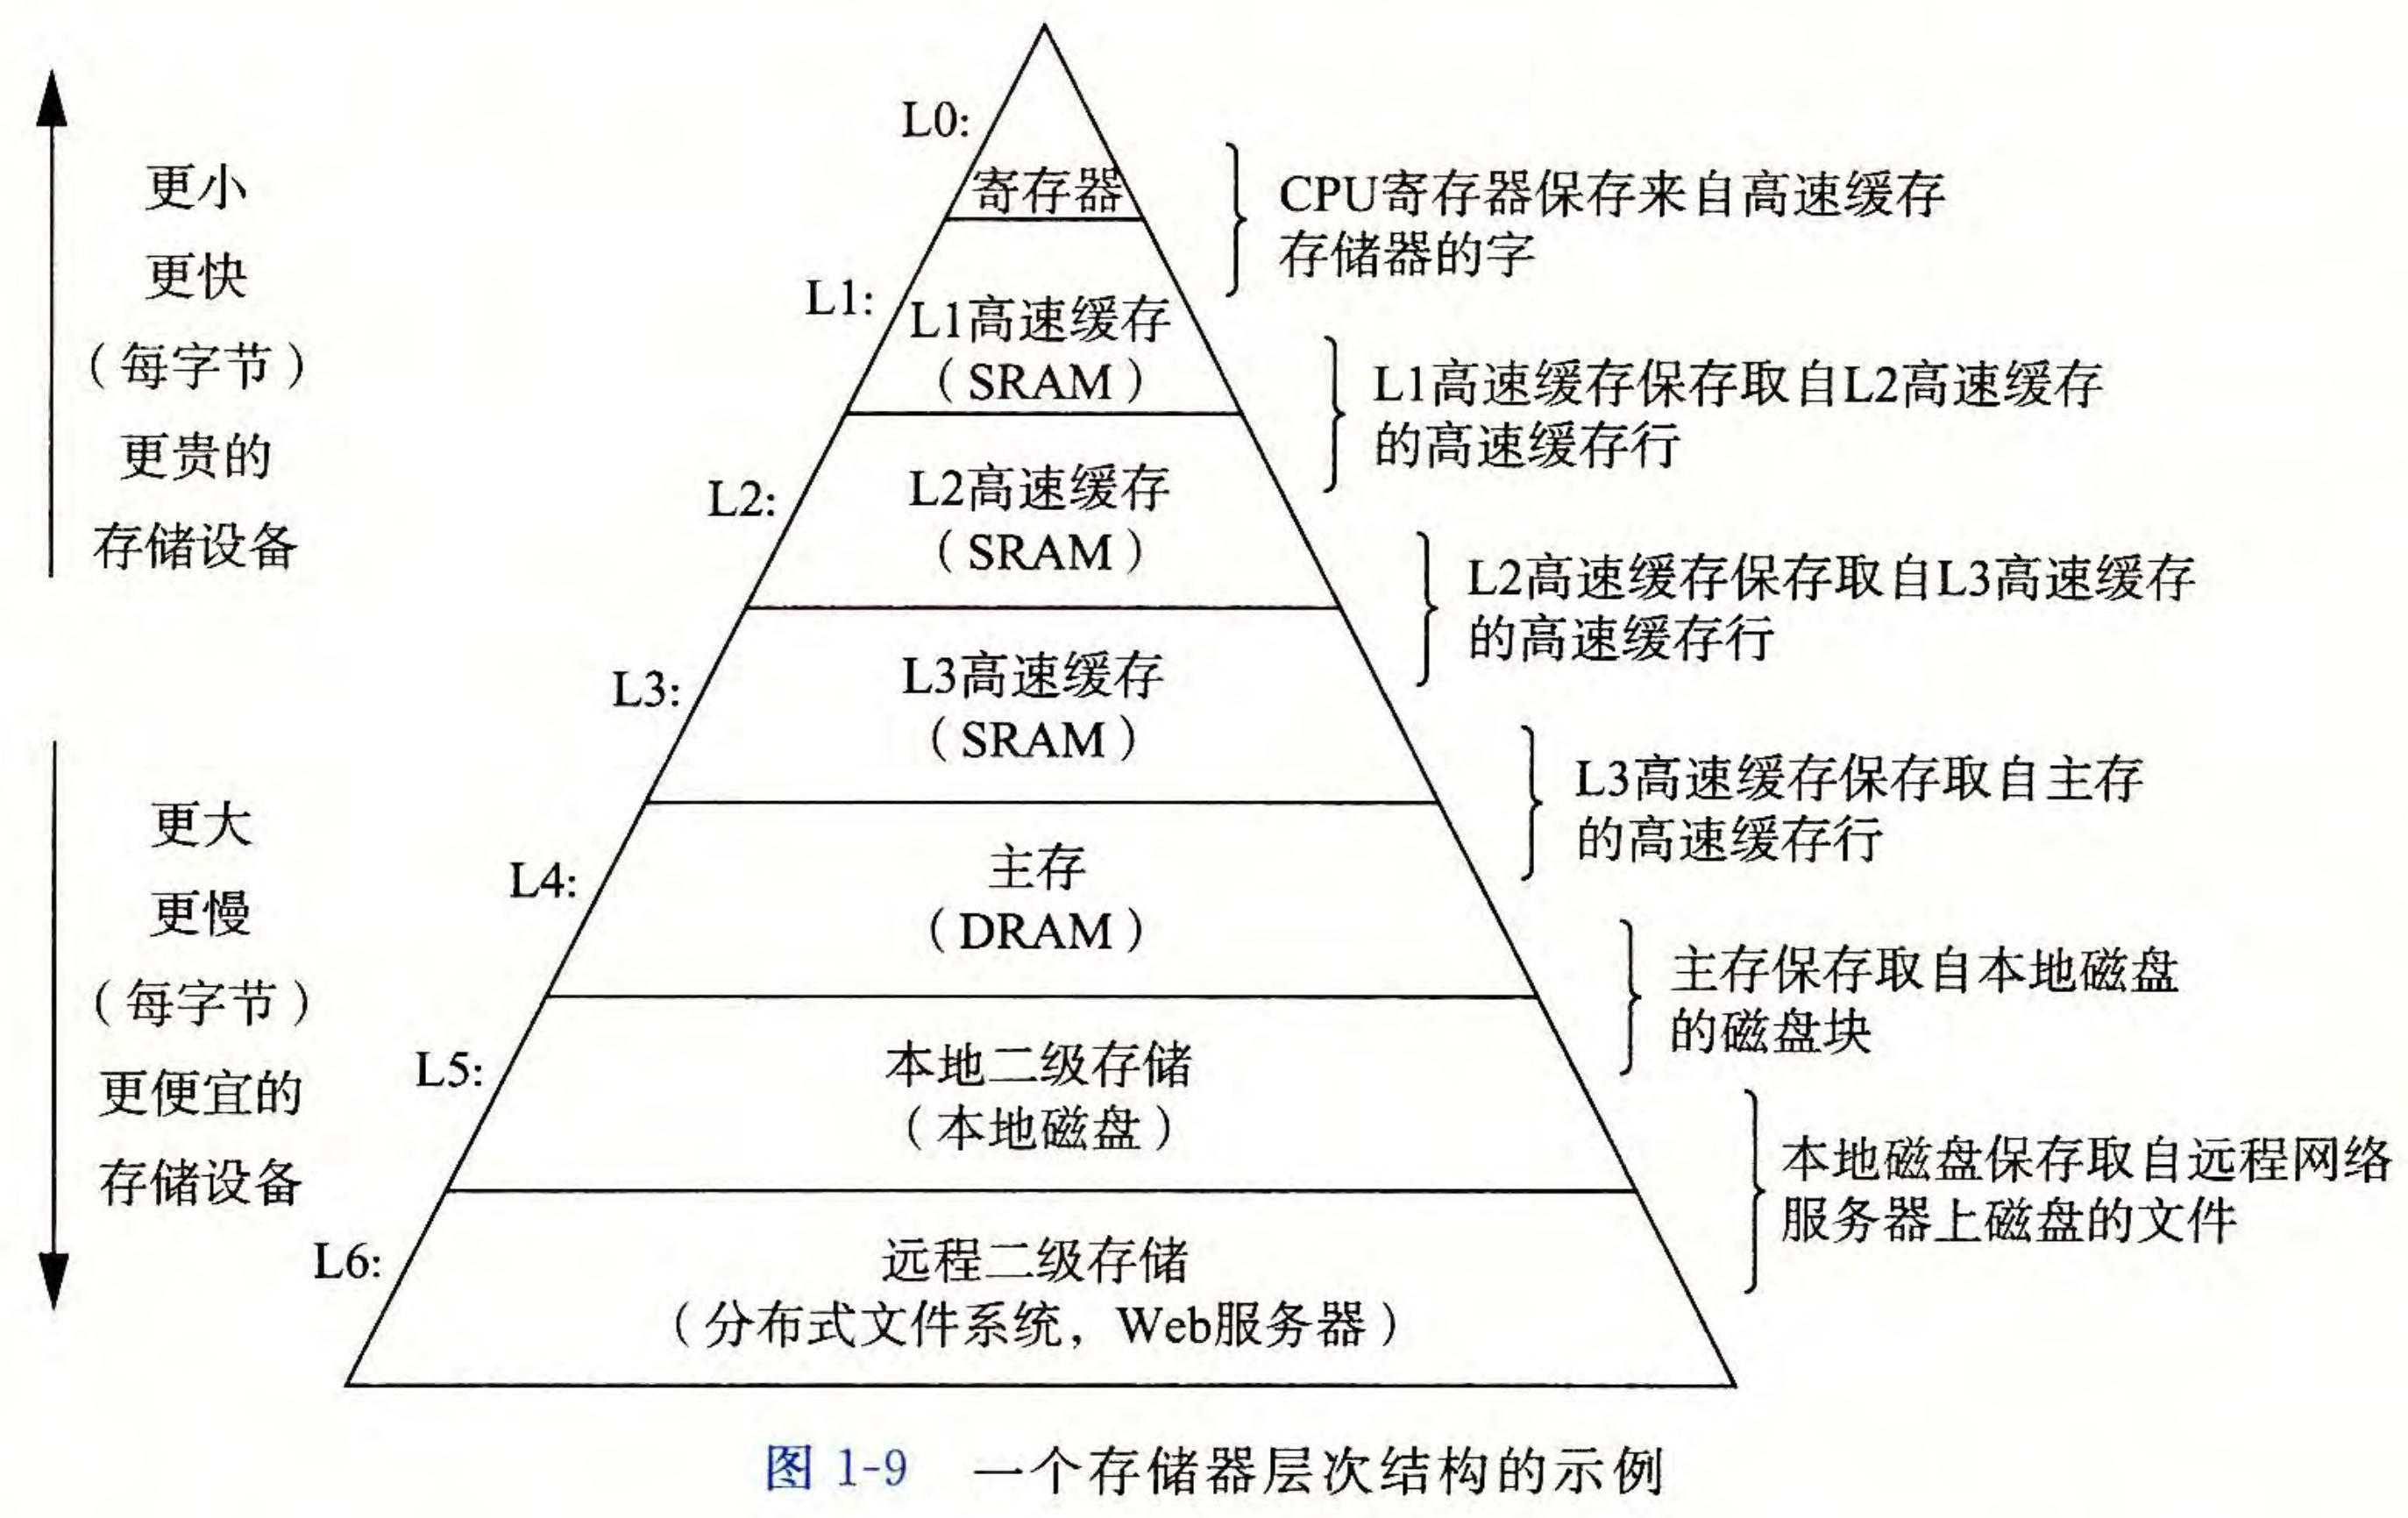 更小
更快
（每字节）
更贵的
存储设备
更大
更慢
（每字节）
更便宜的
存储设备
L0:
寄存器
CPU寄存器保存来自高速缓存
存储器的字
L1:
L1高速缓存
（SRAM）
L1高速缓存保存取自L2高速缓存
的高速缓存行
L2:
L2高速缓存
（SRAM）
L2高速缓存保存取自L3高速缓存
的高速缓存行
L3:
L3高速缓存
（SRAM）
L3高速缓存保存取自主存
的高速缓存行
L4:
主存
（DRAM）
主存保存取自本地磁盘
的磁盘块
L5:
本地二级存储
（本地磁盘）
本地磁盘保存取自远程网络
服务器上磁盘的文件
L6:
远程二级存储
（分布式文件系统，Web服务器）
图 1-9 一个存储器层次结构的示例